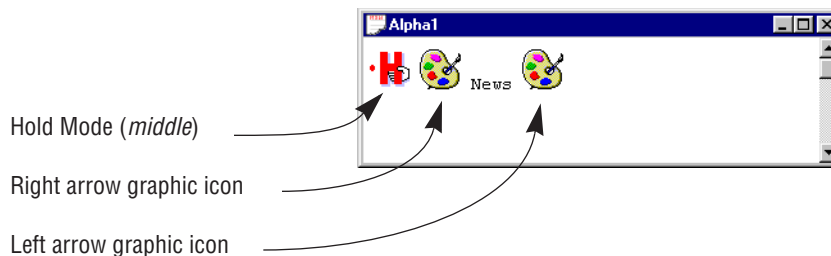 Alpha1
H
News
Hold Mode (middle)
Right arrow graphic icon
Left arrow graphic icon